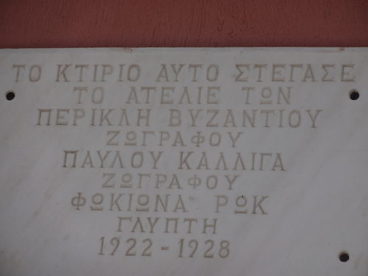 ΤΟ ΚΤΙΡΙΟ ΑΥΤΟ ΣΤΕΓΑΣΕ
ΤΟ ΑΤΕΛΙΕ ΤΩΝ
ΠΕΡΙΚΛΗ ΒΥΖΑΝΤΙΟΥ
ΖΩΓΡΑΦΟΥ
ΠΑΥΛΟΥ ΚΑΛΛΙΓΑ
ΖΩΓΡΑΦΟΥ
ΦΩΚΙΩΝΑ ΡΩΚ
ΓΛΥΠΤΗ
1922 - 1928